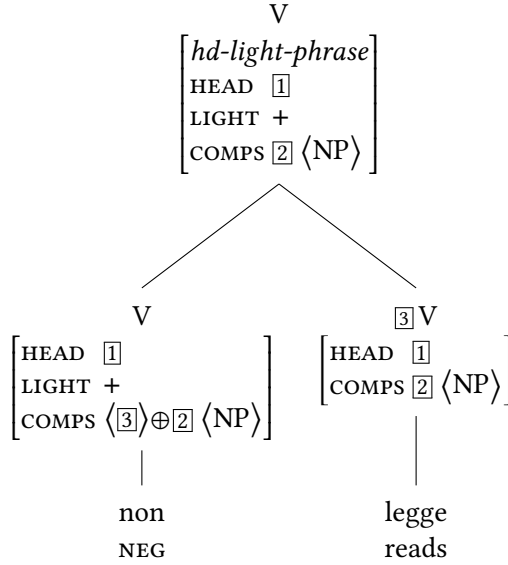 V
hd-light-phrase
HEAD 1
LIGHT +
COMPS 2 ⟨NP⟩
V
HEAD 1
LIGHT +
COMPS ⟨3⟩⊕2 ⟨NP⟩
3 V
HEAD 1
COMPS 2 ⟨NP⟩
non
NEG
legge
reads